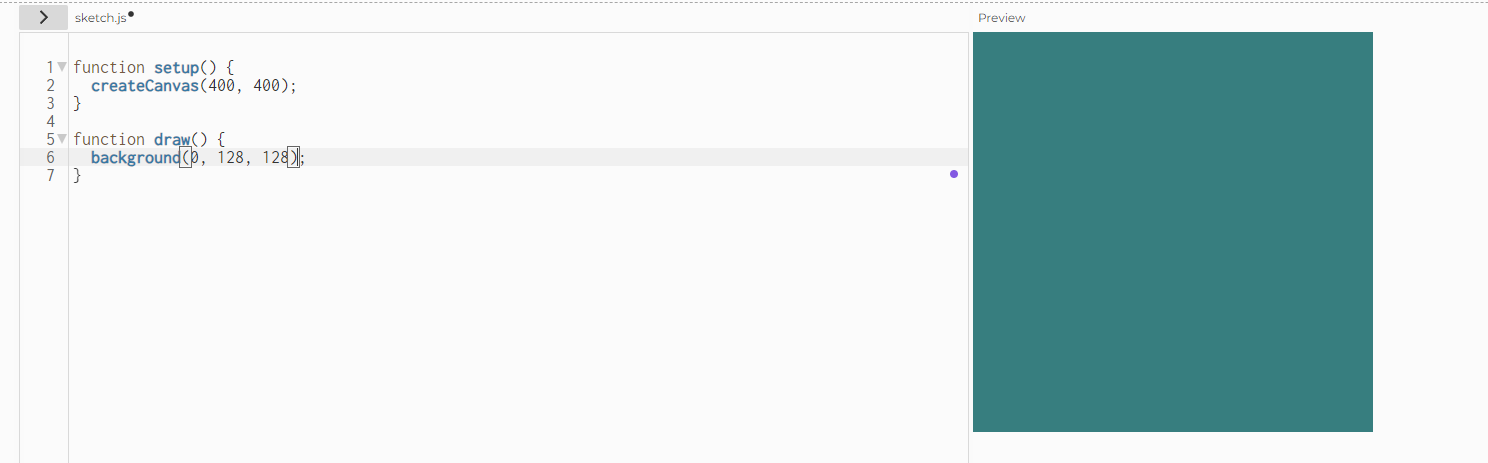 sketch.js
Preview
1 function setup() {
2 createCanvas(400, 400);
3 }
4
5 function draw() {
6 background(0, 128, 128);
7 }